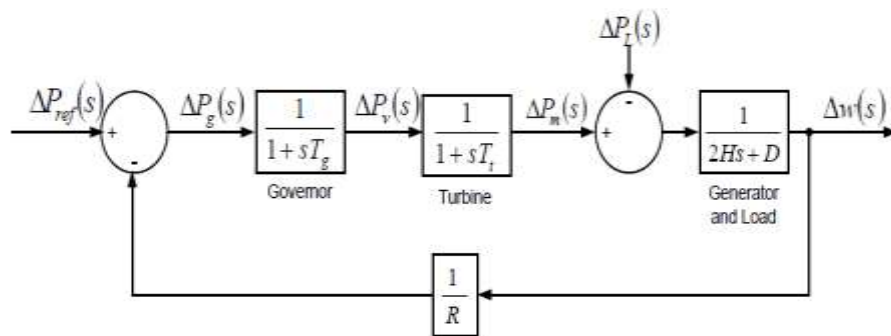 ΔP_L(s)
ΔP_ref(s)
ΔP_g(s)
ΔP_v(s)
ΔP_m(s)
Δw(s)
+
-
1
1+sT_g
1
1+sT_t
+
-
1
2Hs+D
Governor
Turbine
Generator
and Load
1
R